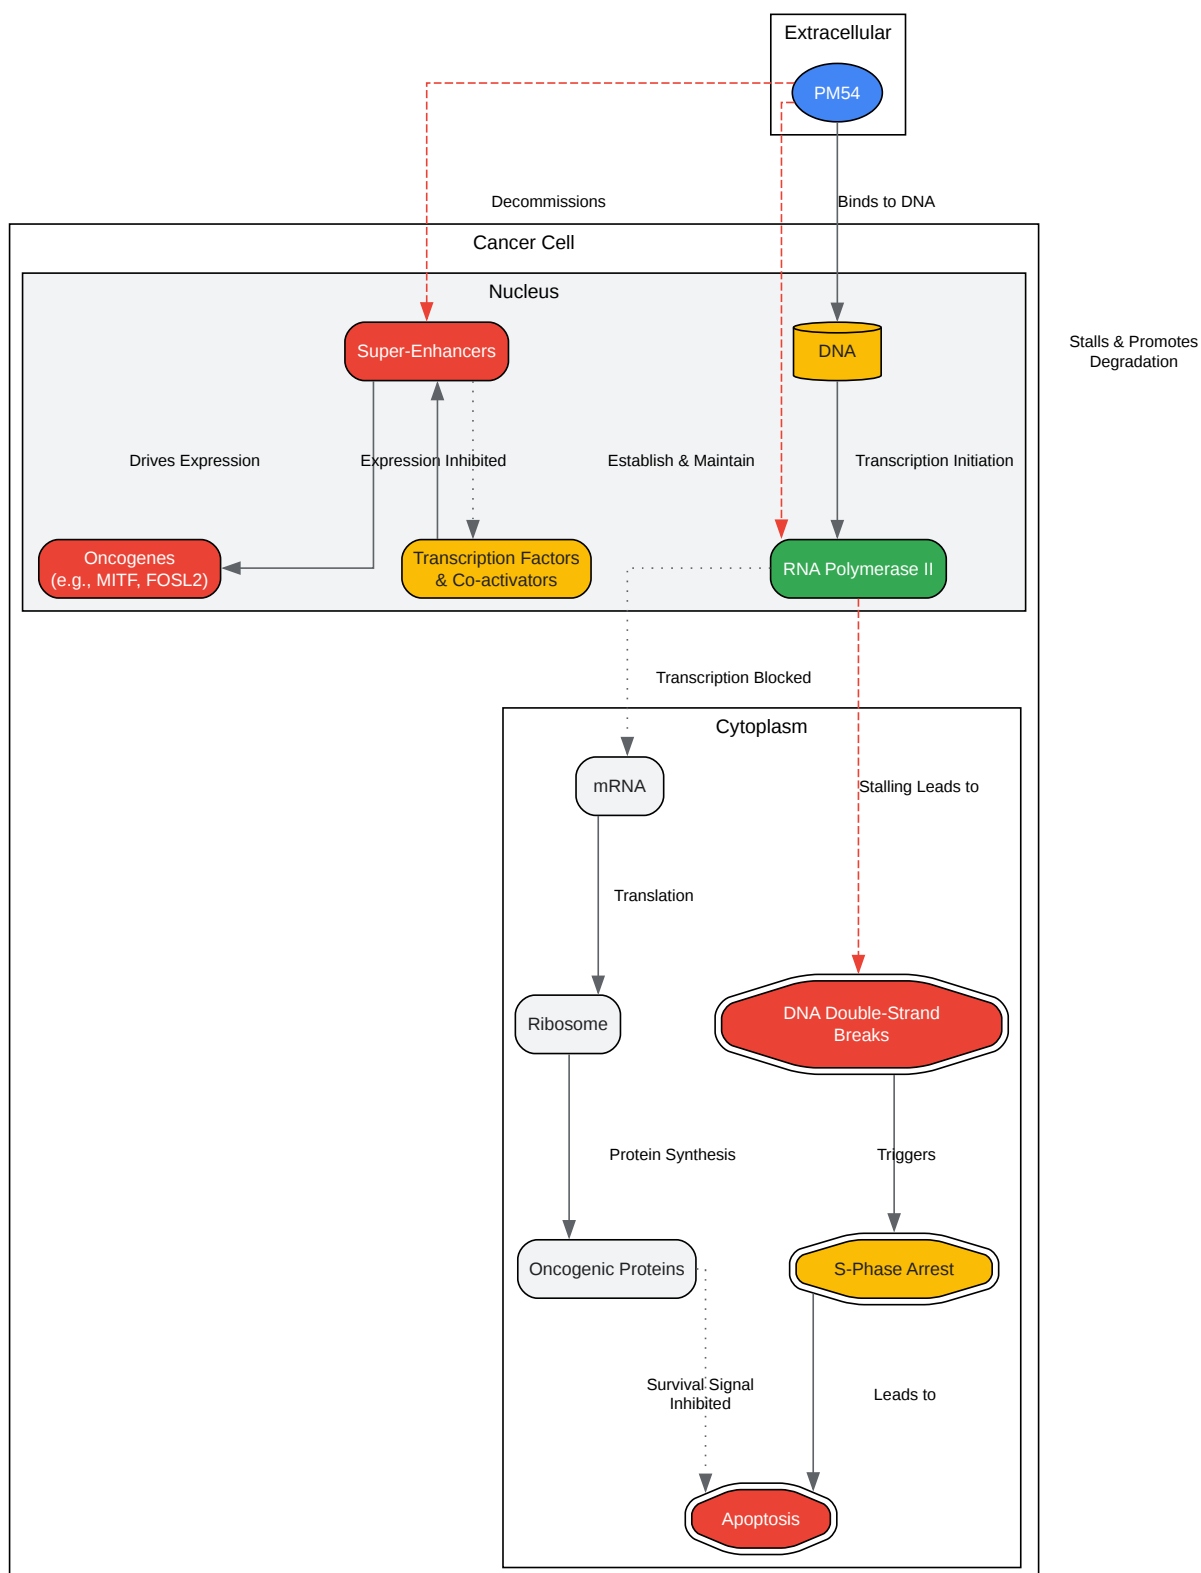 Extracellular
PM54
Decommissions
Binds to DNA
Cancer Cell
Nucleus
Super-Enhancers
DNA
Stalls & Promotes
Degradation
Drives Expression
Expression Inhibited
Establish & Maintain
Transcription Initiation
Oncogenes
(e.g., MITF, FOSL2)
Transcription Factors
& Co-activators
RNA Polymerase II
Transcription Blocked
Cytoplasm
mRNA
Stalling Leads to
Translation
Ribosome
DNA Double-Strand
Breaks
Protein Synthesis
Triggers
Oncogenic Proteins
S-Phase Arrest
Survival Signal
Inhibited
Leads to
Apoptosis